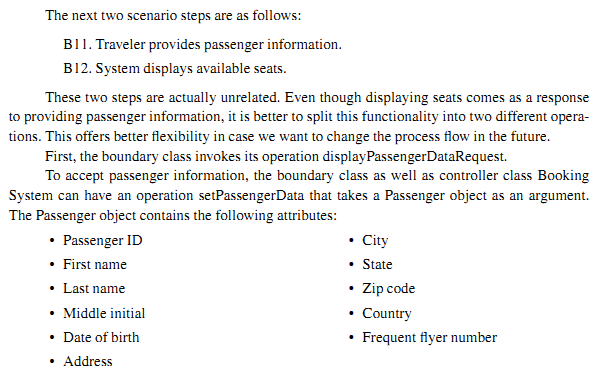 The next two scenario steps are as follows:
B11. Traveler provides passenger information.
B12. System displays available seats.
These two steps are actually unrelated. Even though displaying seats comes as a response
to providing passenger information, it is better to split this functionality into two different opera-
tions. This offers better flexibility in case we want to change the process flow in the future.
First, the boundary class invokes its operation displayPassengerDataRequest.
To accept passenger information, the boundary class as well as controller class Booking
System can have an operation setPassengerData that takes a Passenger object as an argument.
The Passenger object contains the following attributes:
• Passenger ID
• First name
• Last name
• Middle initial
• Date of birth
• Address
• City
• State
• Zip code
• Country
• Frequent flyer number